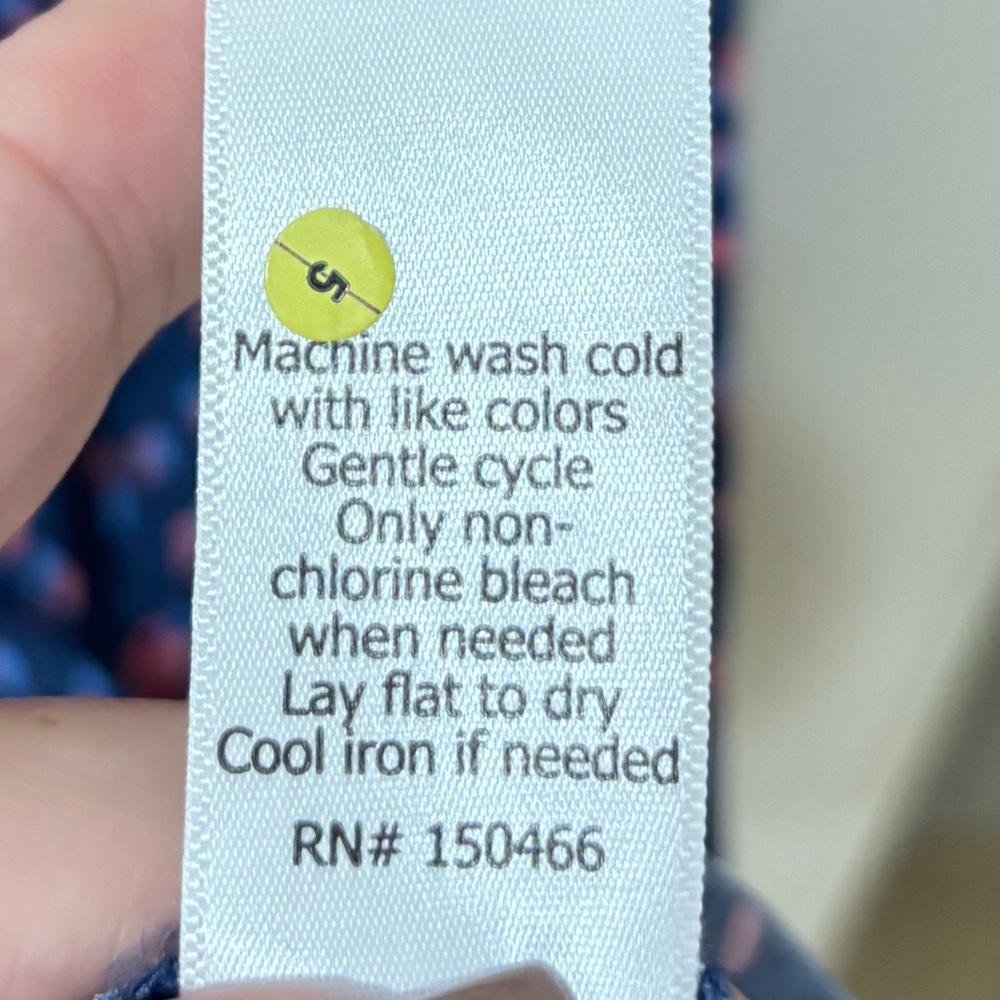 5
Machine wash cold
with like colors
Gentle cycle
Only non-
chlorine bleach
when needed
Lay flat to dry
Cool iron if needed
RN# 150466